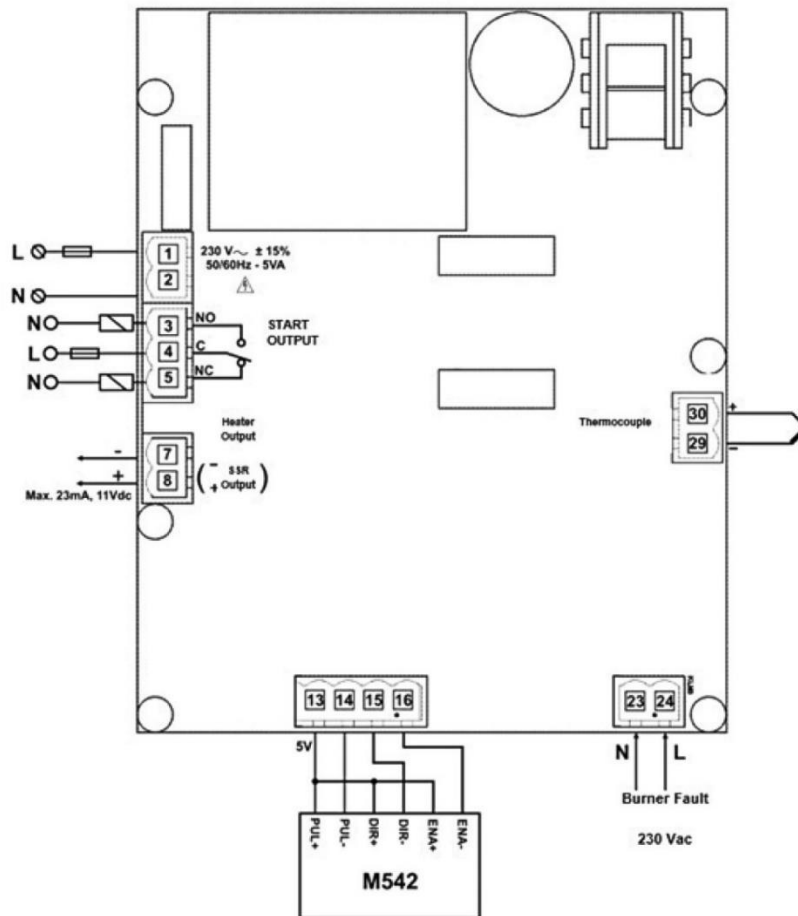 L
1
230 V~ ± 15%
50/60Hz - 5VA
2
N
N
3
NO
START
OUTPUT
L
4
C
N
5
NC
Heater
Output
-
7
+
8
( - SSR
+ Output )
Max. 23mA, 11Vdc
Thermocouple
30
+
29
-
13 14 15 16
5V
23 24
N L
Burner Fault
230 Vac
PUL+
PUL-
DIR+
DIR-
ENA+
ENA-
M542